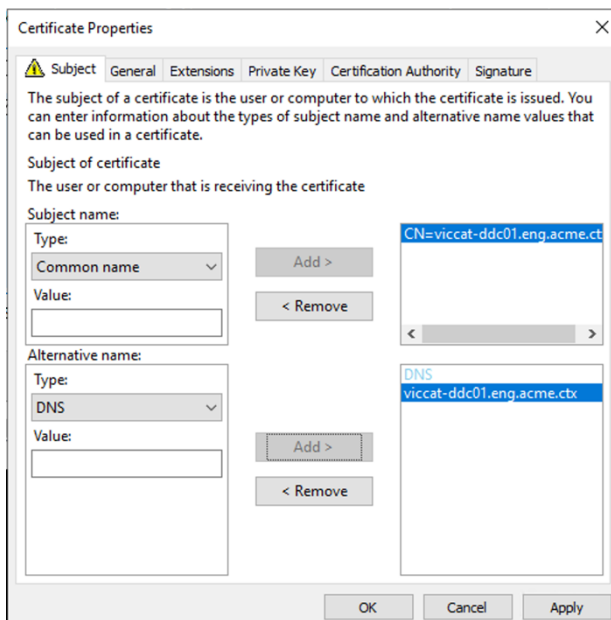 Certificate Properties
Subject General Extensions Private Key Certification Authority Signature
The subject of a certificate is the user or computer to which the certificate is issued. You
can enter information about the types of subject name and alternative name values that
can be used in a certificate.
Subject of certificate
The user or computer that is receiving the certificate
Subject name:
Type:
Common name
Value:
Add >
< Remove
CN=viccat-ddc01.eng.acme.ct
Alternative name:
Type:
DNS
Value:
Add >
< Remove
DNS
viccat-ddc01.eng.acme.ctx
OK Cancel Apply